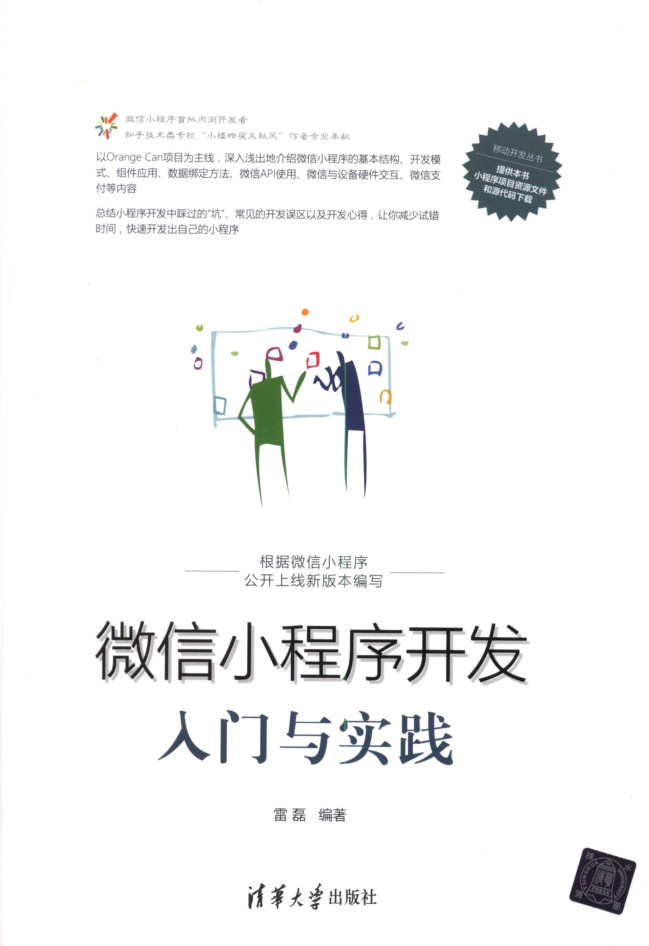 微信小程序首批内测开发者
知乎技术类专栏“小楼昨夜又秋风”作者专业奉献
以Orange Can项目为主线，深入浅出地介绍微信小程序的基本结构、开发模
式、组件应用、数据绑定方法、微信API使用、微信与设备硬件交互、微信支
付等内容
总结小程序开发中踩过的“坑”、常见的开发误区以及开发心得，让你减少试错
时间，快速开发出自己的小程序
移动开发丛书
提供本书
小程序项目资源文件
和源代码下载
根据微信小程序
公开上线新版本编写
微信小程序开发
入门与实践
雷磊 编著
清华大学出版社